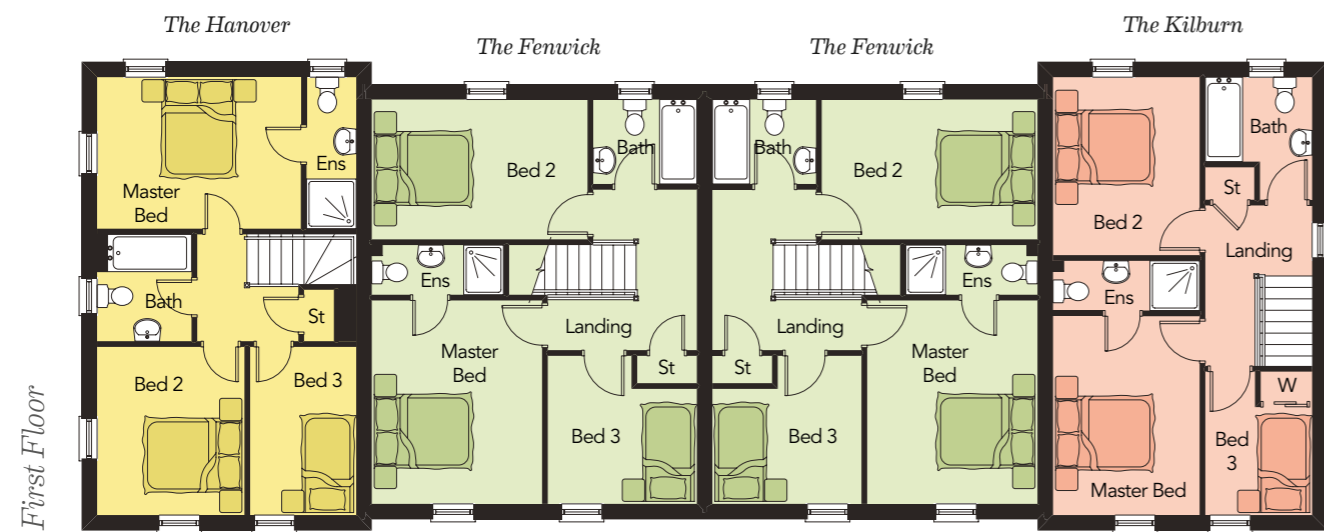 The Hanover
The Fenwick
The Fenwick
The Kilburn
First Floor
Master
Bed
Ens
Bath
St
Bed 2
Bed 3
Bed 2
Bath
Ens
Landing
Master
Bed
St
Bed 3
Bath
Bed 2
Ens
Landing
Master
Bed
St
Bed 3
Bath
St
Bed 2
Landing
Ens
W
Bed
3
Master Bed